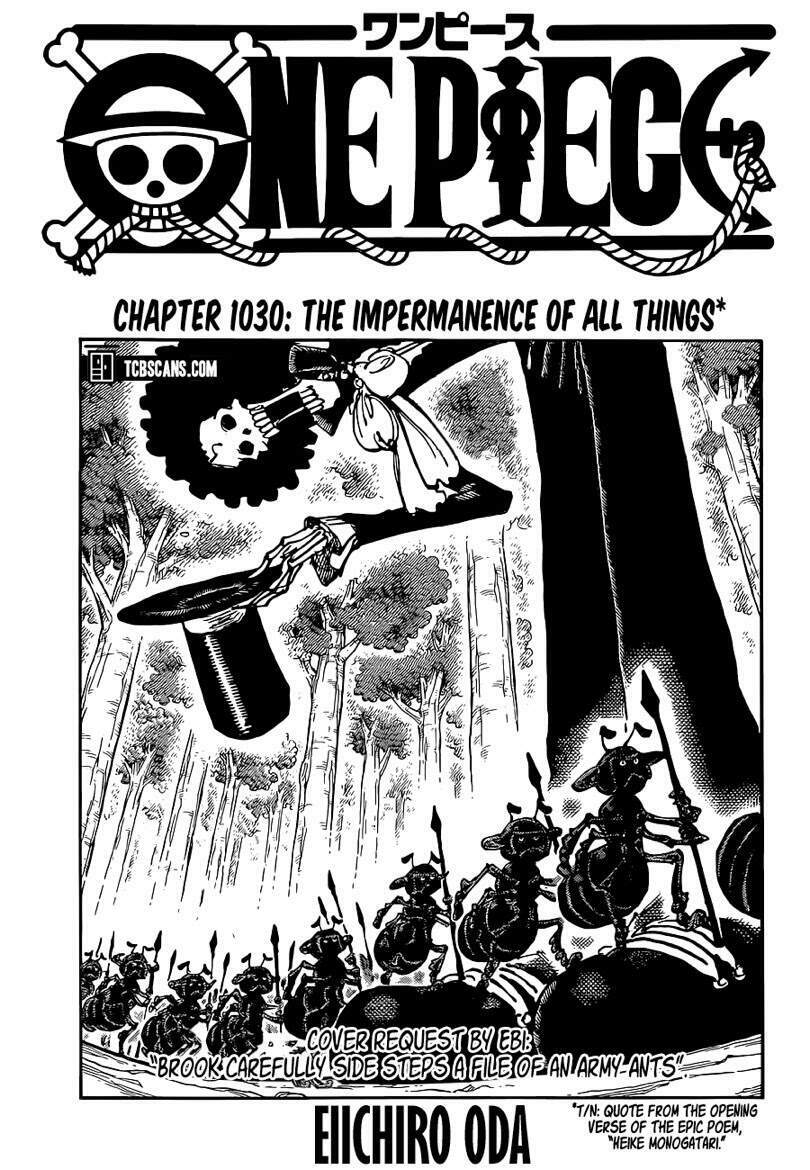 ワンピース
ONE PIECE
CHAPTER 1030: THE IMPERMANENCE OF ALL THINGS*
TCBSCANS.COM
COVER REQUEST BY EBI:
"BROOK CAREFULLY SIDE STEPS A FILE OF AN ARMY-ANTS"
EIICHIRO ODA
*T/N: QUOTE FROM THE OPENING
VERSE OF THE EPIC POEM,
"HEIKE MONOGATARI."